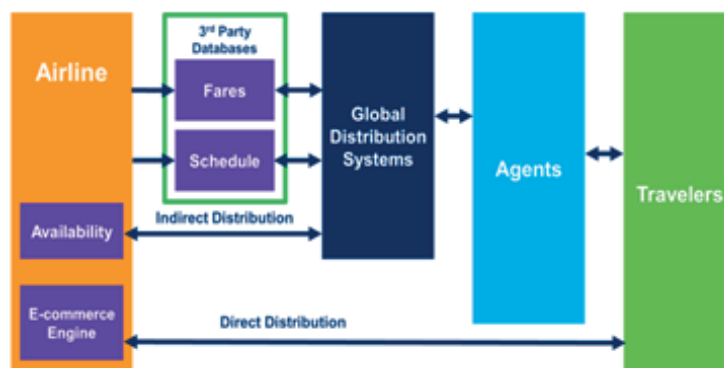 Airline
3rd Party
Databases
Fares
Schedule
Global
Distribution
Systems
Agents
Travelers
Availability
Indirect Distribution
E-commerce
Engine
Direct Distribution